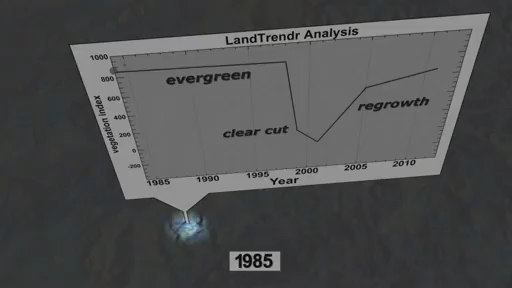 LandTrendr Analysis
1000
800
600
400
200
0
-200
vegetation index
evergreen
clear cut
regrowth
1985 1990 1995 2000 2005 2010
Year
1985